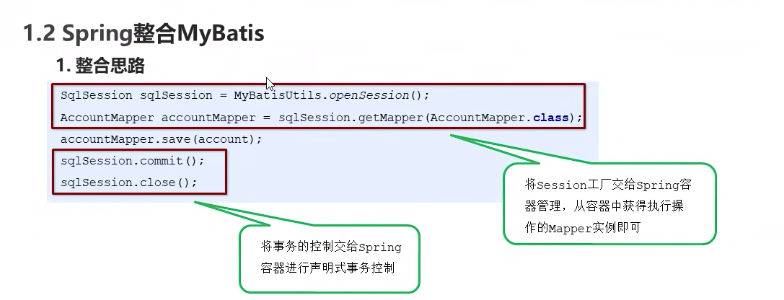 1.2 Spring整合MyBatis
1. 整合思路
SqlSession sqlSession = MyBatisUtils.openSession();
AccountMapper accountMapper = sqlSession.getMapper(AccountMapper.class);
accountMapper.save(account);
sqlSession.commit();
sqlSession.close();
将Session工厂交给Spring容
器管理，从容器中获得执行操
作的Mapper实例即可
将事务的控制交给Spring
容器进行声明式事务控制